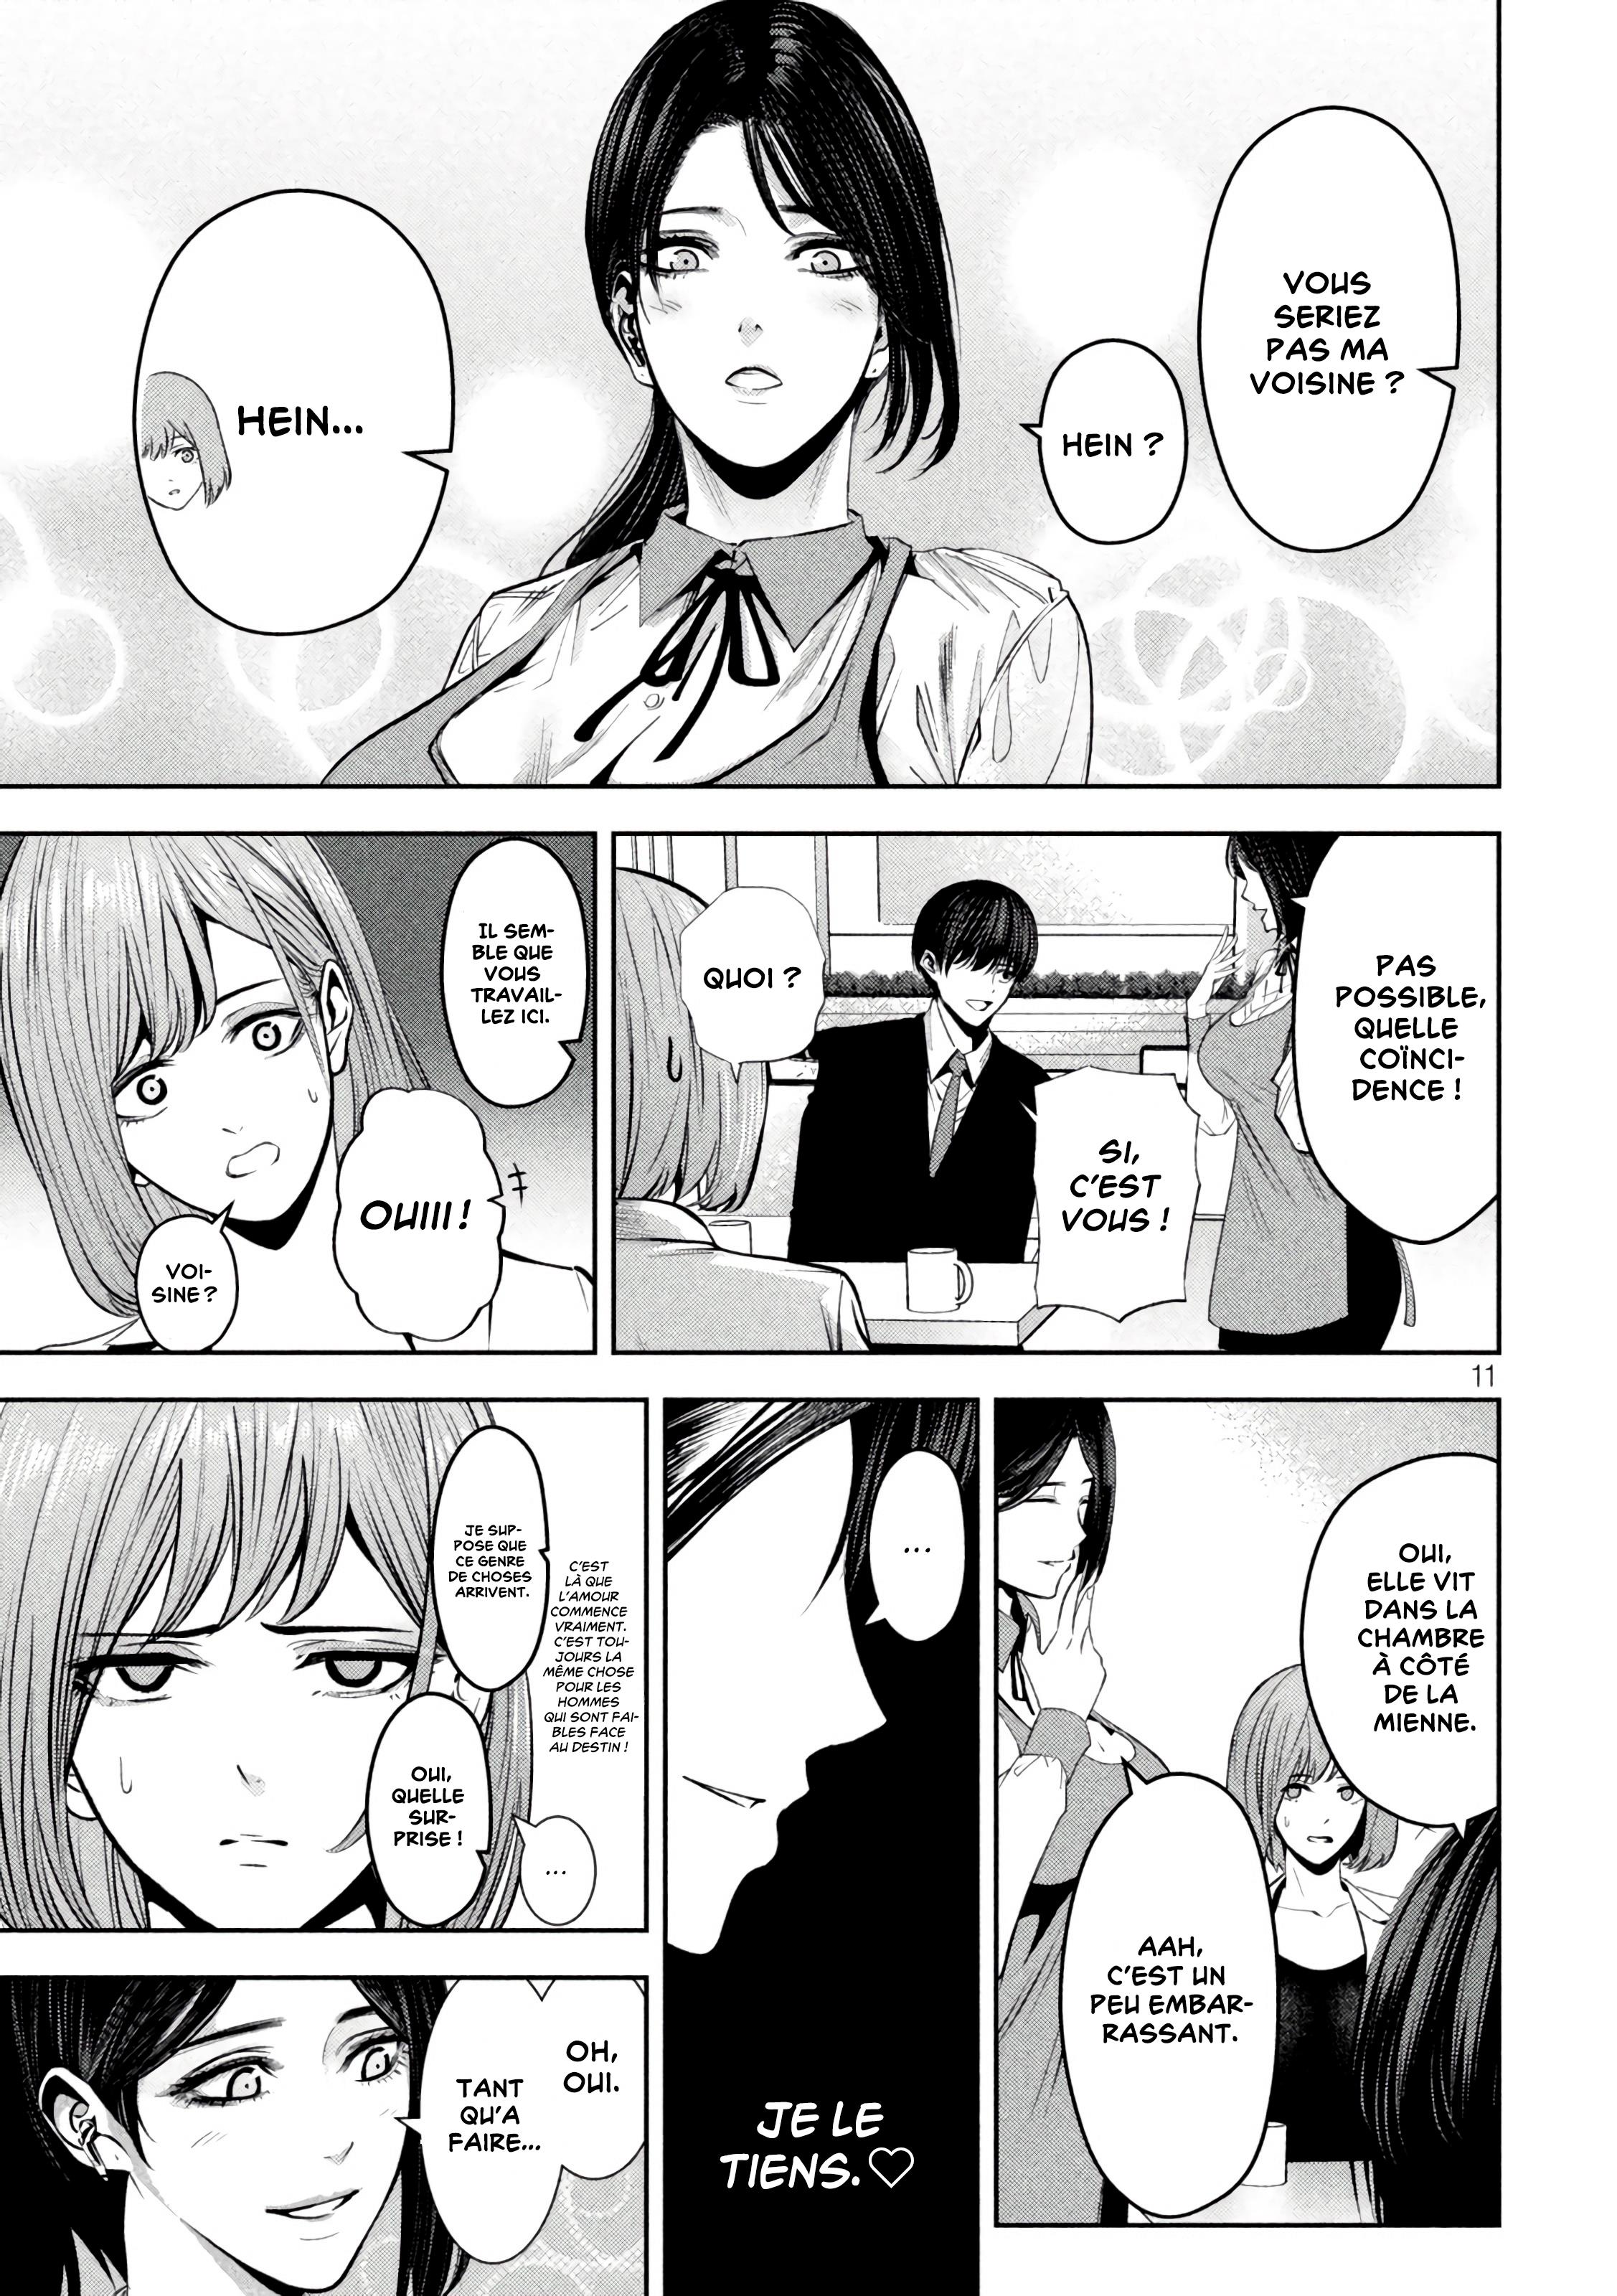 VOUS
SERIEZ
PAS MA
VOISINE ?
HEIN ?
HEIN...
PAS
POSSIBLE,
QUELLE
COÏNCI-
DENCE !
SI,
C'EST
VOUS !
QUOI ?
IL SEM-
BLE QUE
VOUS
TRAVAIL-
LEZ ICI.
OUIII !
VOI-
SINE ?
11
OUI,
ELLE VIT
DANS LA
CHAMBRE
À CÔTÉ
DE LA
MIENNE.
AAH,
C'EST UN
PEU EMBAR-
RASSANT.
...
JE LE
TIENS.♡
C'EST
LÀ QUE
L'AMOUR
COMMENCE
VRAIMENT.
C'EST TOU-
JOURS LA
MÊME CHOSE
POUR LES
HOMMES
QUI SONT FAI-
BLES FACE
AU DESTIN !
JE SUP-
POSE QUE
CE GENRE
DE CHOSES
ARRIVENT.
OUI,
QUELLE
SUR-
PRISE !
...
OH,
OUI.
TANT
QU'A
FAIRE...